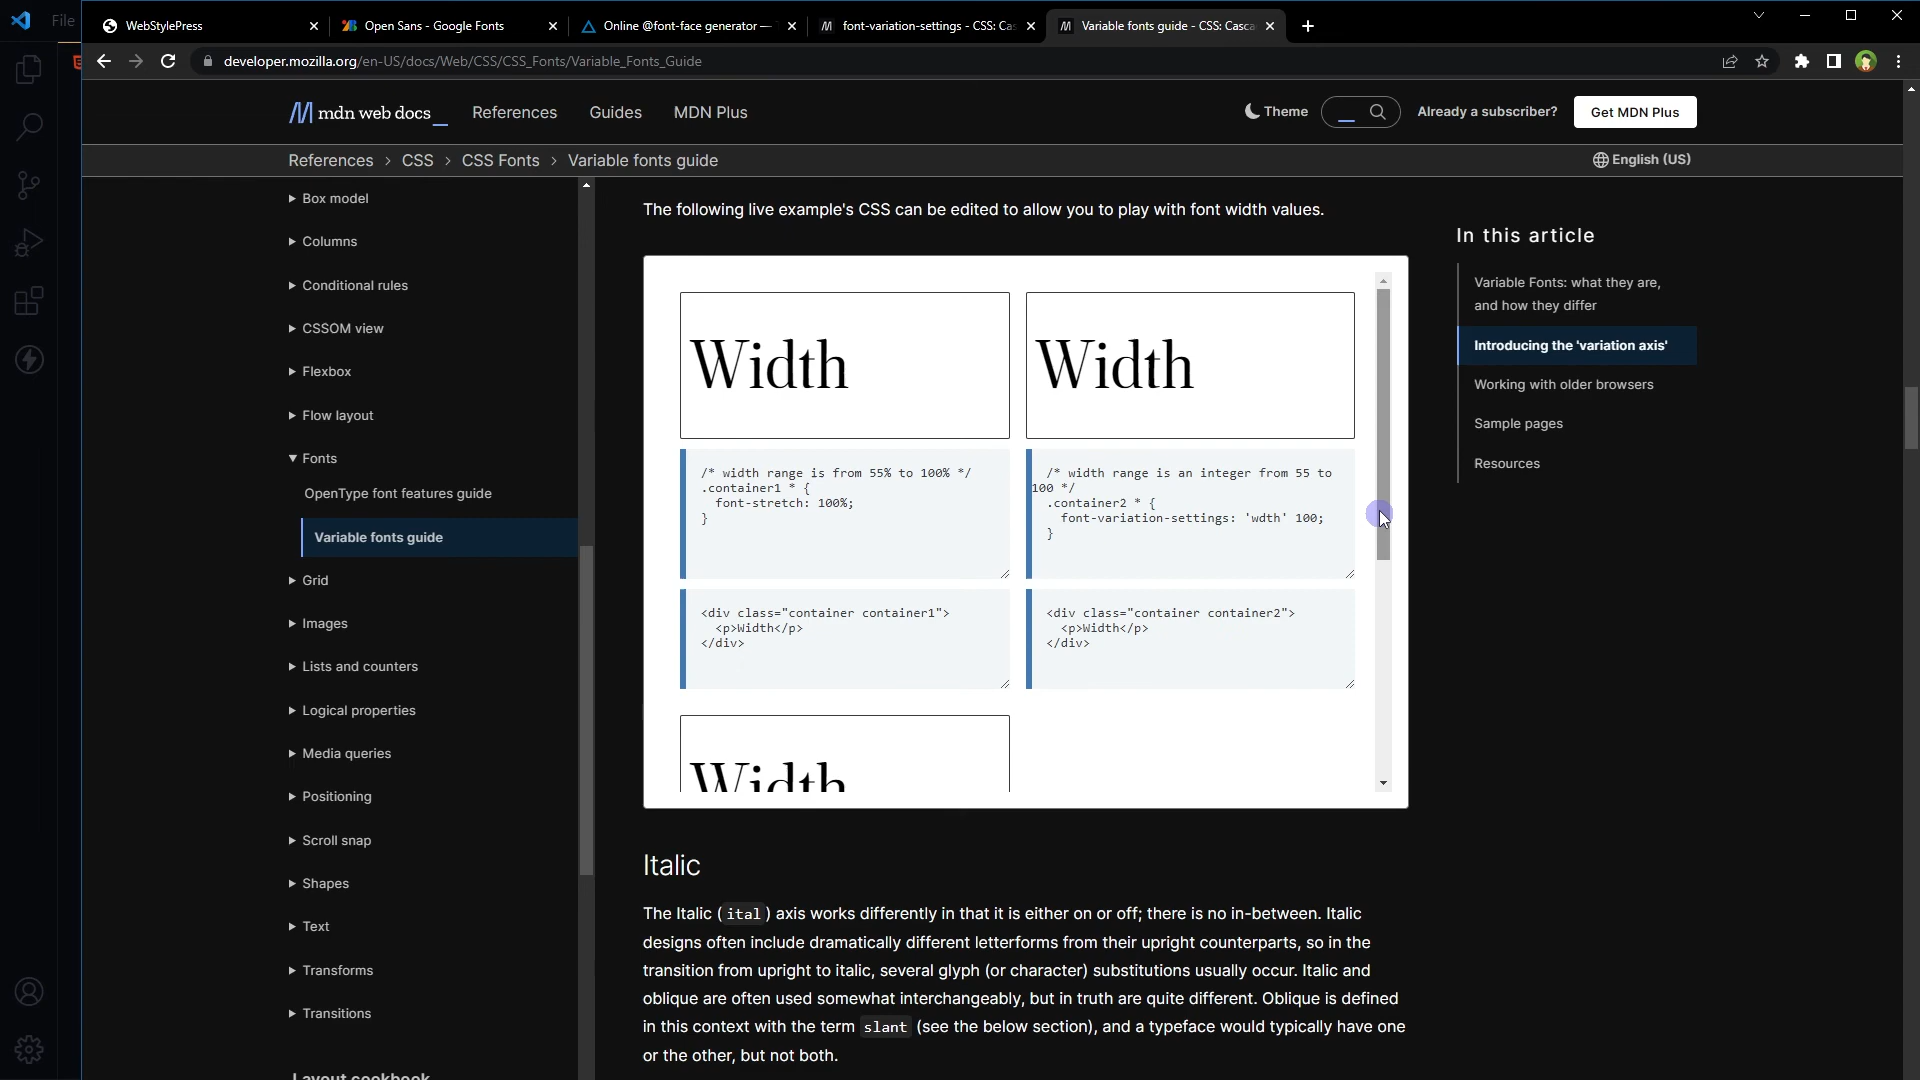 File
WebStylePress
Open Sans - Google Fonts
Online @font-face generator —
font-variation-settings - CSS: Cas
Variable fonts guide - CSS: Casca
developer.mozilla.org/en-US/docs/Web/CSS/CSS_Fonts/Variable_Fonts_Guide
mdn web docs_
References
Guides
MDN Plus
Theme
Already a subscriber?
Get MDN Plus
References > CSS > CSS Fonts > Variable fonts guide
English (US)
Box model
Columns
Conditional rules
CSSOM view
Flexbox
Flow layout
Fonts
OpenType font features guide
Variable fonts guide
Grid
Images
Lists and counters
Logical properties
Media queries
Positioning
Scroll snap
Shapes
Text
Transforms
Transitions
Layout cookbook
The following live example's CSS can be edited to allow you to play with font width values.
Width
Width
/* width range is from 55% to 100% */
.container1 * {
font-stretch: 100%;
}
/* width range is an integer from 55 to
100 */
.container2 * {
font-variation-settings: 'wdth' 100;
}
<div class="container container1">
<p>Width</p>
</div>
<div class="container container2">
<p>Width</p>
</div>
Width
Italic
The Italic (ital) axis works differently in that it is either on or off; there is no in-between. Italic
designs often include dramatically different letterforms from their upright counterparts, so in the
transition from upright to italic, several glyph (or character) substitutions usually occur. Italic and
oblique are often used somewhat interchangeably, but in truth are quite different. Oblique is defined
in this context with the term slant (see the below section), and a typeface would typically have one
or the other, but not both.
In this article
Variable Fonts: what they are,
and how they differ
Introducing the 'variation axis'
Working with older browsers
Sample pages
Resources